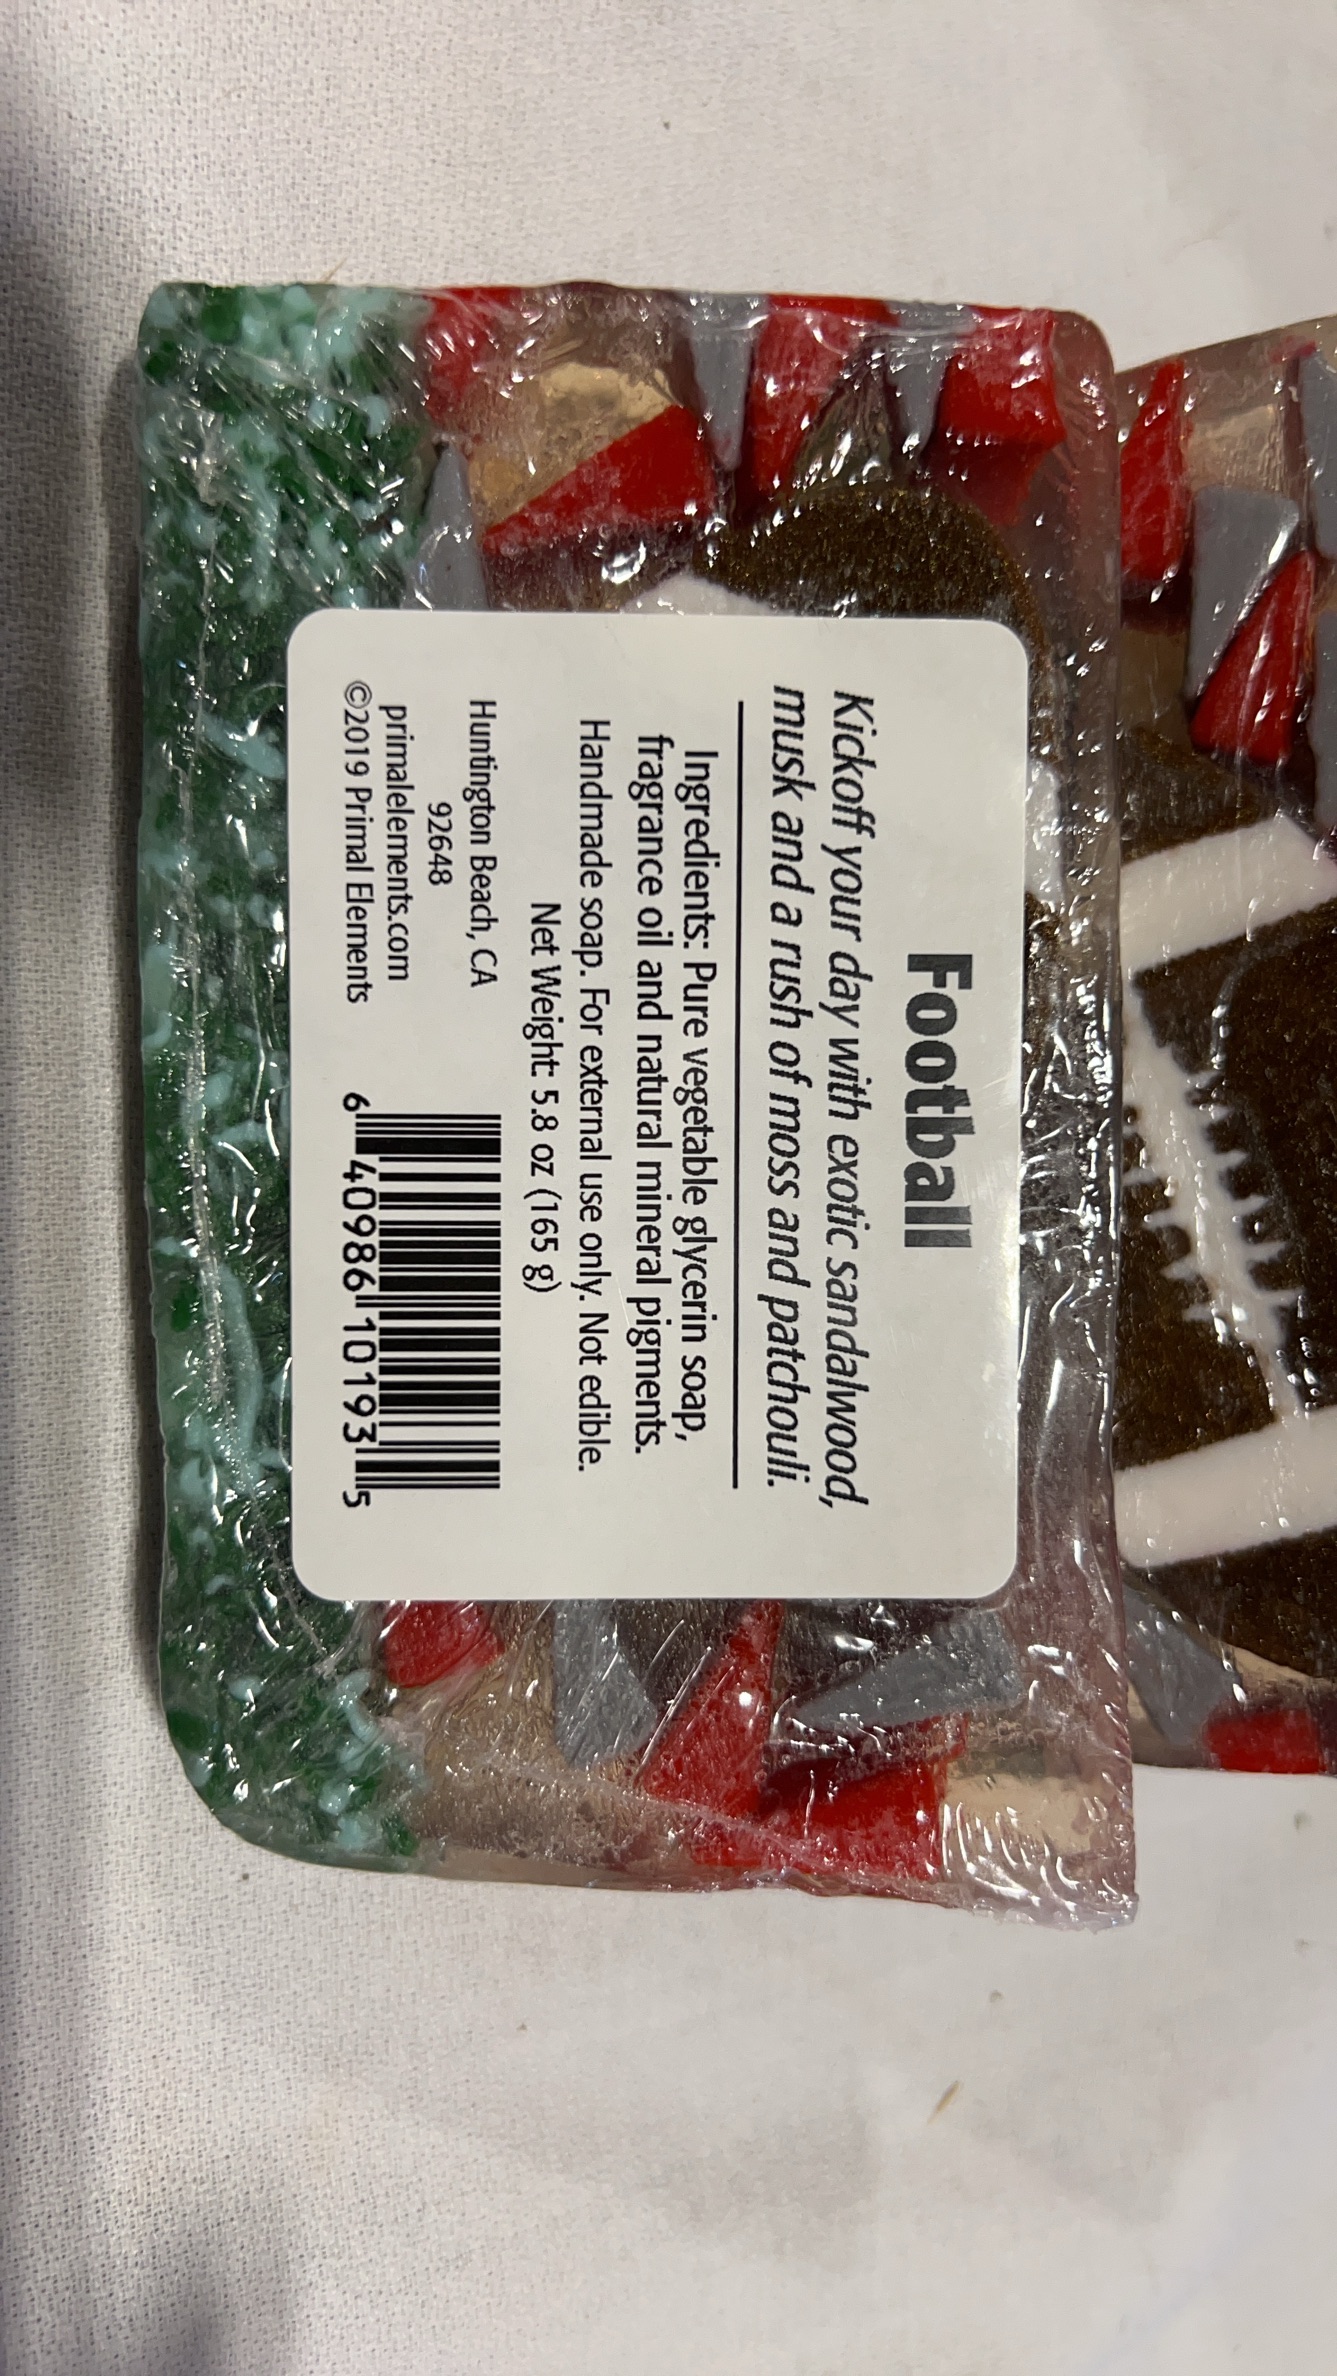 Football
Kickoff your day with exotic sandalwood,
musk and a rush of moss and patchouli.
Ingredients: Pure vegetable glycerin soap,
fragrance oil and natural mineral pigments.
Handmade soap. For external use only. Not edible.
Net Weight: 5.8 oz (165 g)
Huntington Beach, CA
92648
primalelements.com
©2019 Primal Elements
6 40986 10193 5